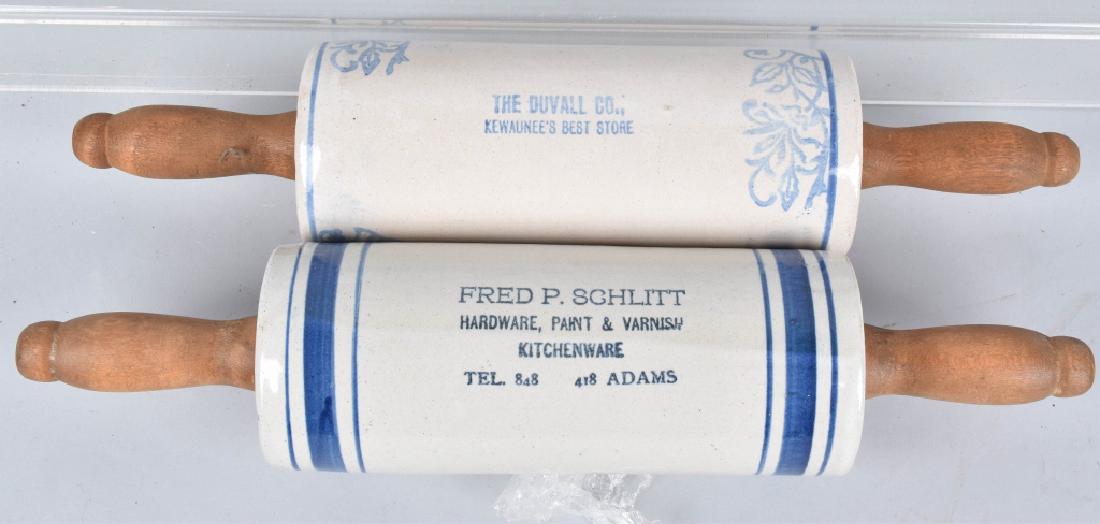 THE DUVALL CO.,
KEWAUNEE'S BEST STORE
FRED P. SCHLITT
HARDWARE, PAINT & VARNISH
KITCHENWARE
TEL. 848 418 ADAMS